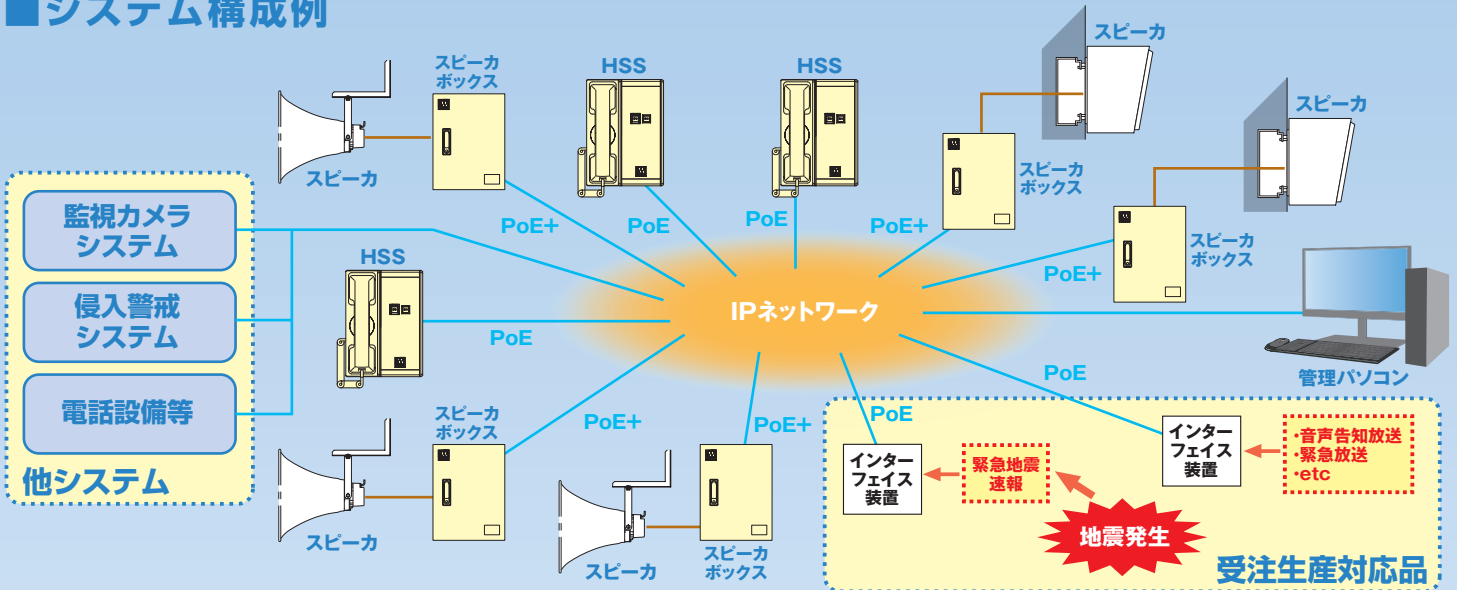 ■システム構成例
スピーカ
スピーカ
ボックス
HSS
HSS
スピーカ
スピーカ
スピーカ
ボックス
スピーカ
ボックス
スピーカ
PoE+
PoE
PoE
PoE+
PoE+
監視カメラ
システム
侵入警戒
システム
電話設備等
他システム
HSS
PoE
IPネットワーク
管理パソコン
PoE+
PoE+
PoE
PoE
スピーカ
ボックス
スピーカ
スピーカ
スピーカ
ボックス
インター
フェイス
装置
緊急地震
速報
地震発生
インター
フェイス
装置
・音声告知放送
・緊急放送
・etc
受注生産対応品